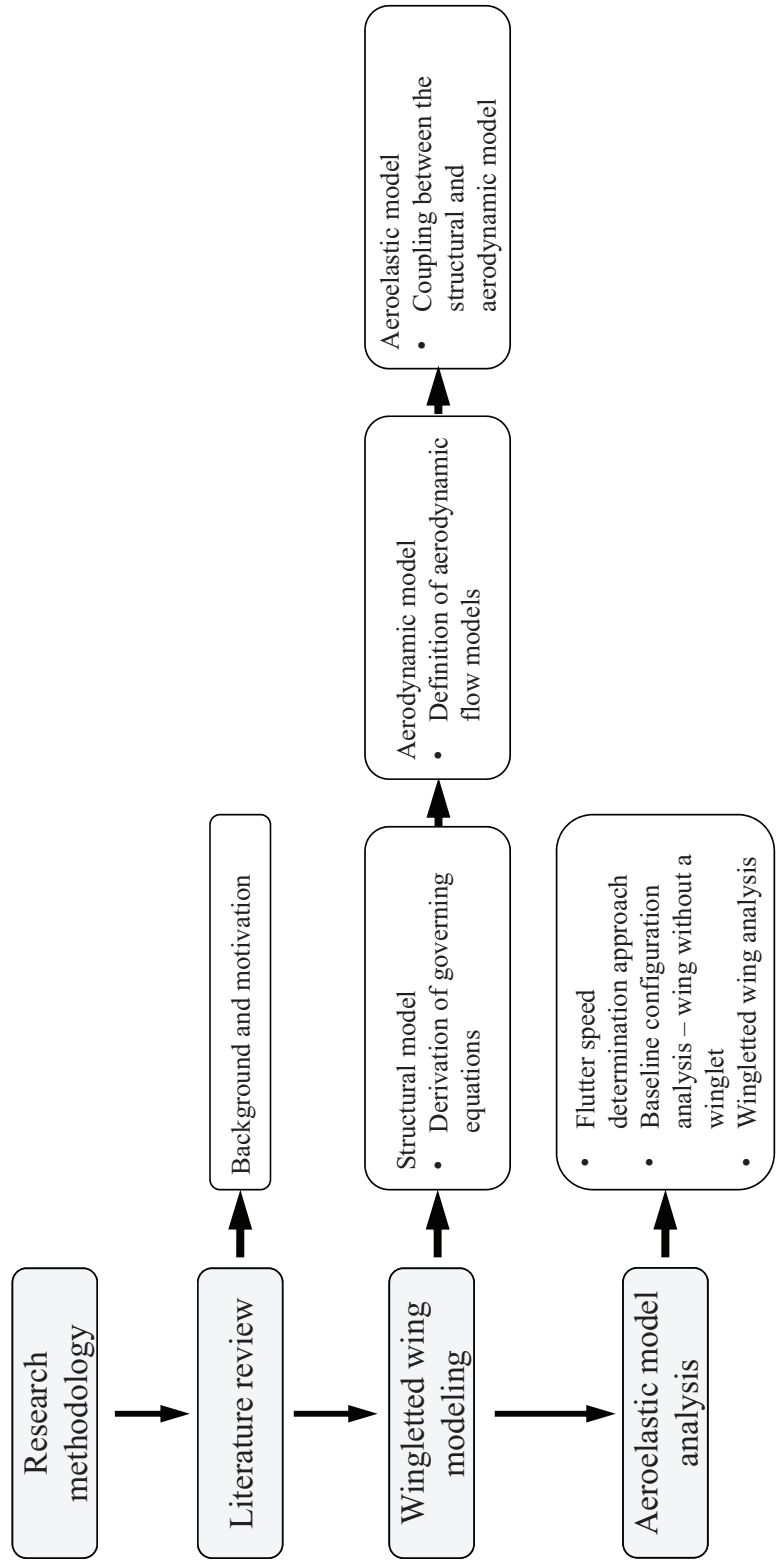 Research
methodology
Literature review
Background and motivation
Wingletted wing
modeling
Structural model
• Derivation of governing
equations
Aerodynamic model
• Definition of aerodynamic
flow models
Aeroelastic model
• Coupling between the
structural and
aerodynamic model
Aeroelastic model
analysis
• Flutter speed
determination approach
• Baseline configuration
analysis – wing without a
winglet
• Wingletted wing analysis